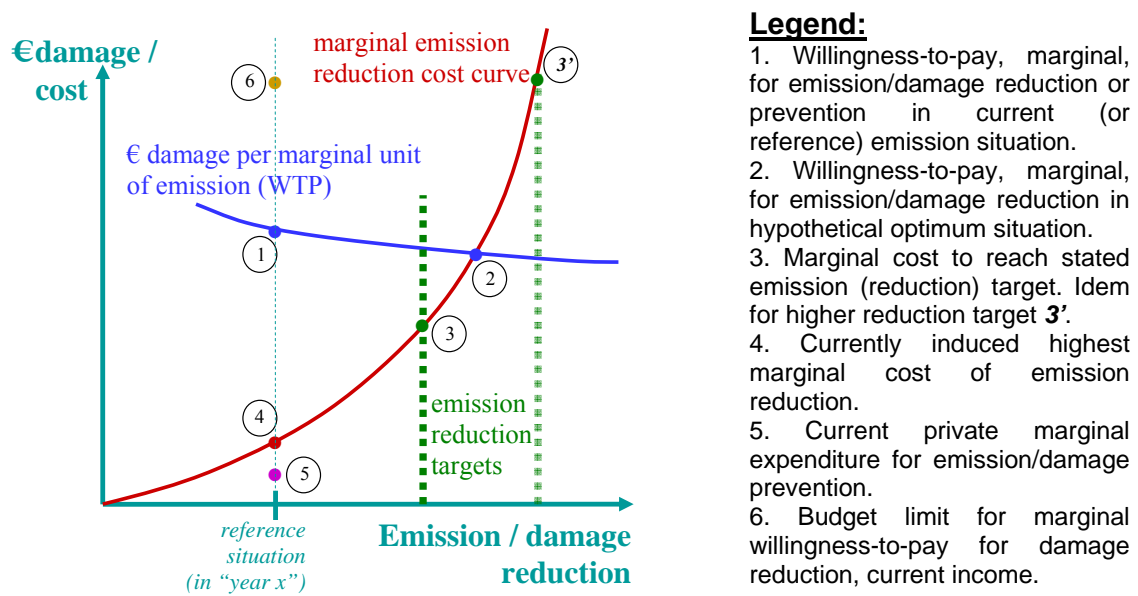 €damage /
cost
marginal emission
reduction cost curve
3'
6
€ damage per marginal unit
of emission (WTP)
1
2
3
4
5
emission
reduction
targets
reference
situation
(in “year x”)
Emission / damage
reduction
Legend:
1. Willingness-to-pay, marginal,
for emission/damage reduction or
prevention in current (or
reference) emission situation.
2. Willingness-to-pay, marginal,
for emission/damage reduction in
hypothetical optimum situation.
3. Marginal cost to reach stated
emission (reduction) target. Idem
for higher reduction target 3'.
4. Currently induced highest
marginal cost of emission
reduction.
5. Current private marginal
expenditure for emission/damage
prevention.
6. Budget limit for marginal
willingness-to-pay for damage
reduction, current income.